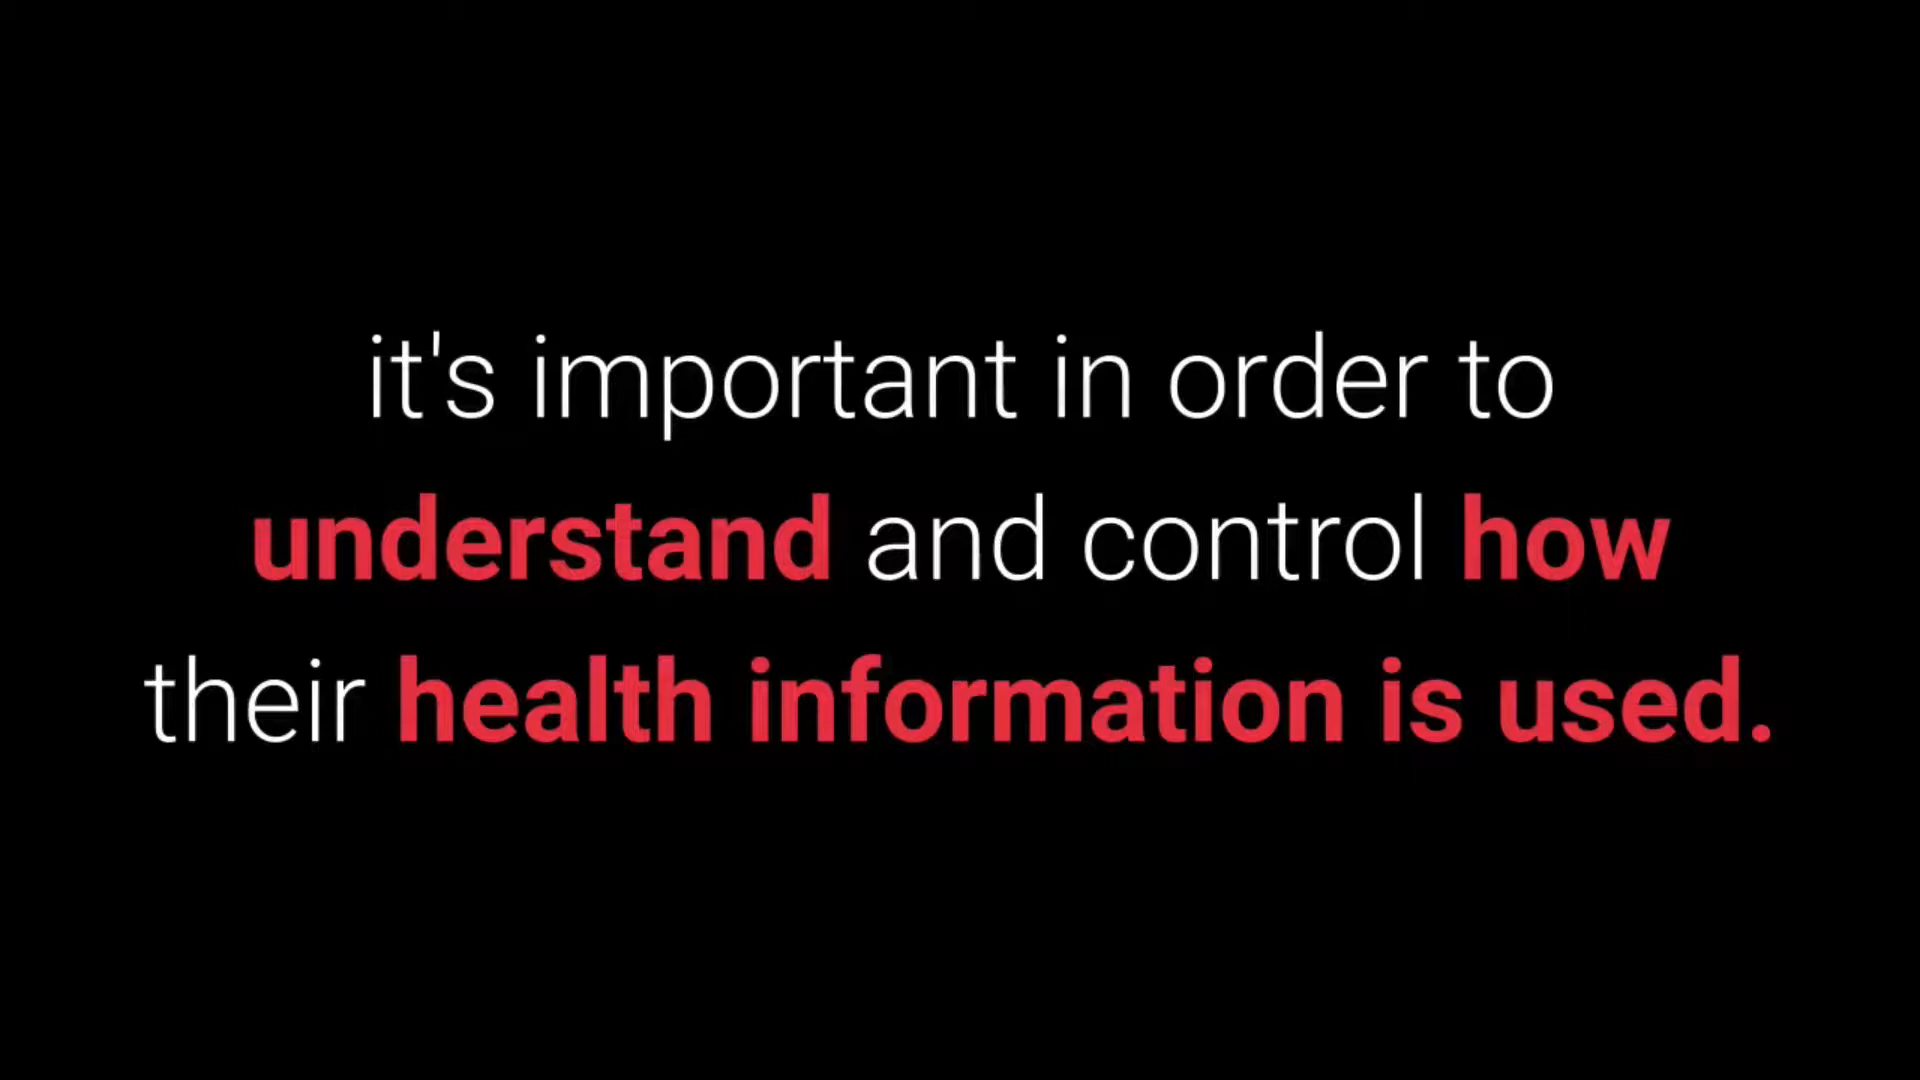 it's important in order to
understand and control how
their health information is used.